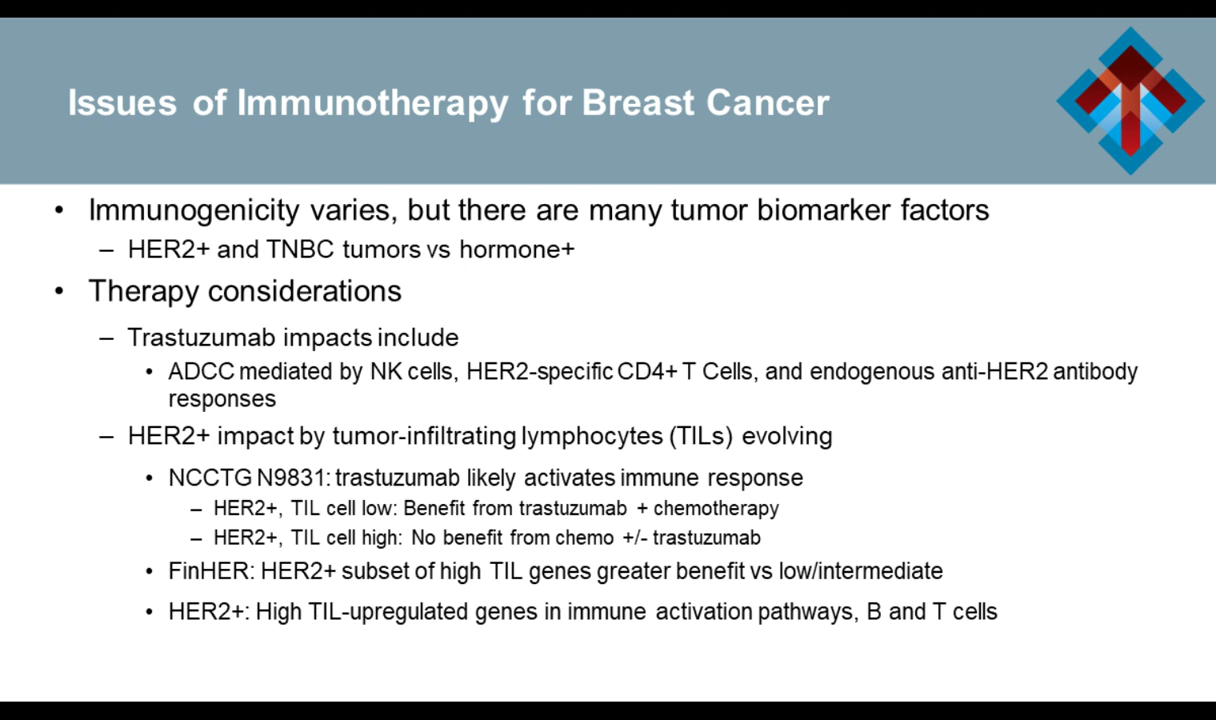 Issues of Immunotherapy for Breast Cancer
• Immunogenicity varies, but there are many tumor biomarker factors
– HER2+ and TNBC tumors vs hormone+
• Therapy considerations
– Trastuzumab impacts include
• ADCC mediated by NK cells, HER2-specific CD4+ T Cells, and endogenous anti-HER2 antibody
responses
– HER2+ impact by tumor-infiltrating lymphocytes (TILs) evolving
• NCCTG N9831: trastuzumab likely activates immune response
– HER2+, TIL cell low: Benefit from trastuzumab + chemotherapy
– HER2+, TIL cell high: No benefit from chemo +/- trastuzumab
• FinHER: HER2+ subset of high TIL genes greater benefit vs low/intermediate
• HER2+: High TIL-upregulated genes in immune activation pathways, B and T cells